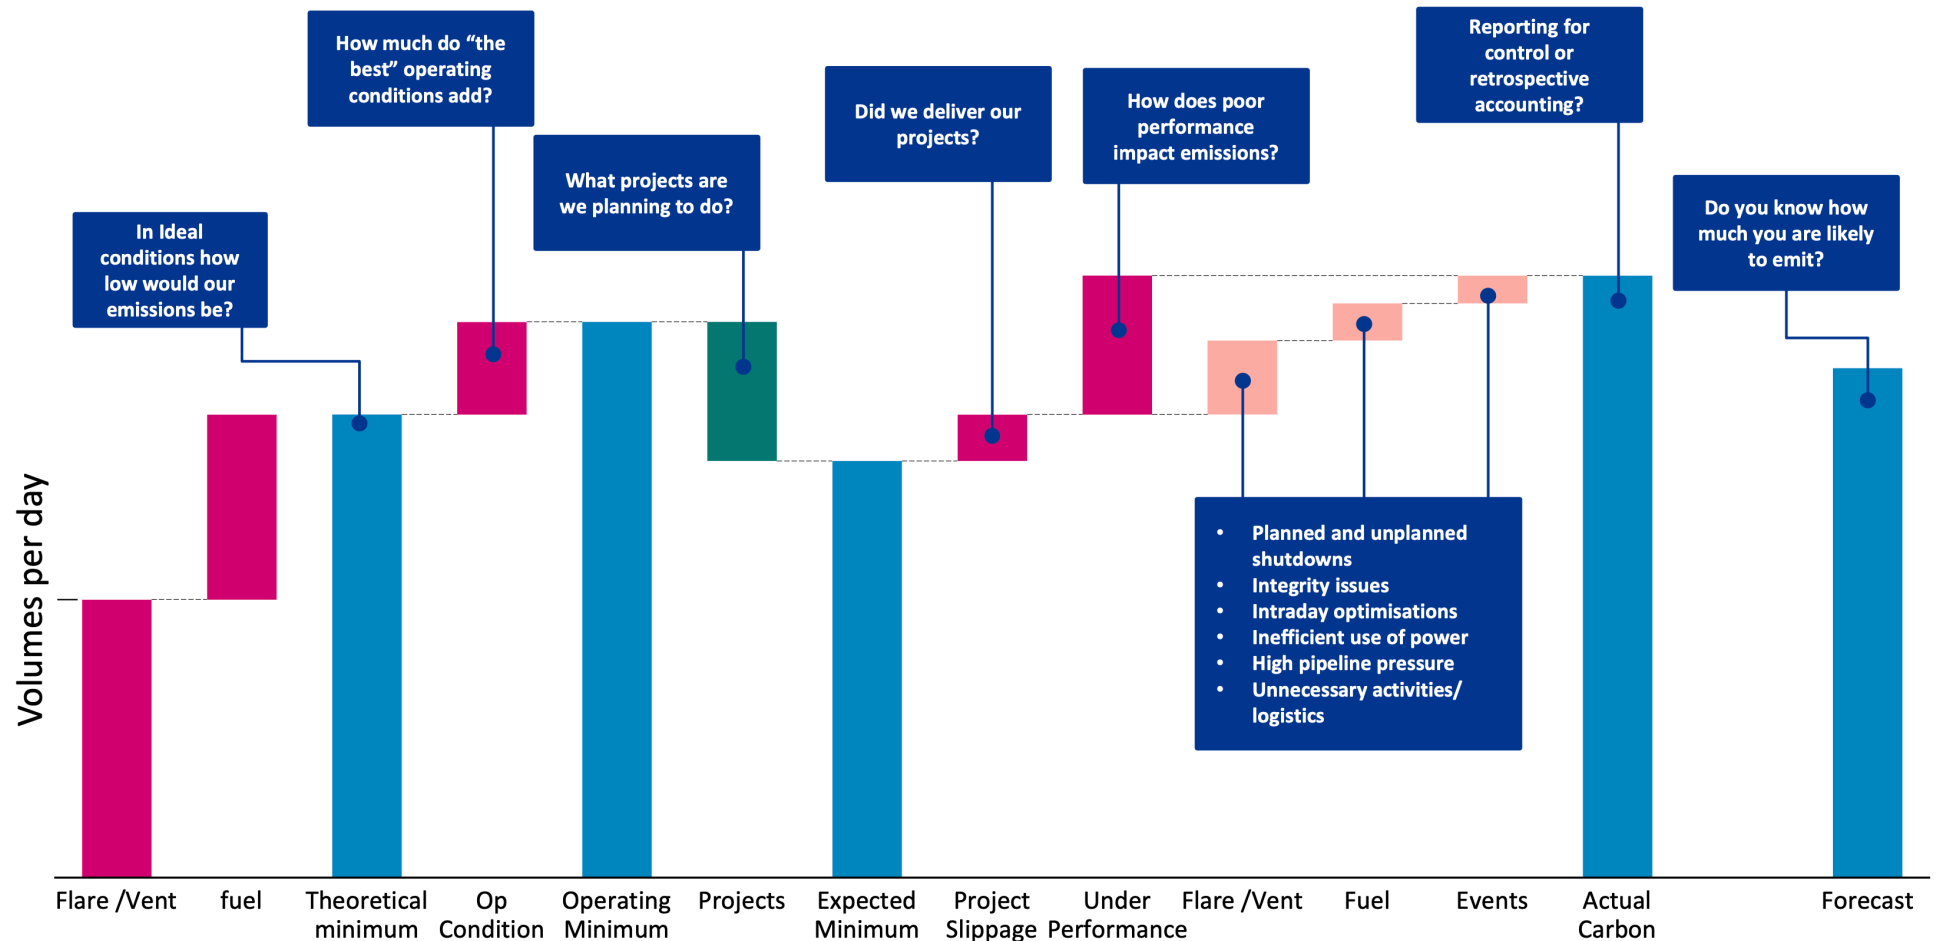 How much do “the
best” operating
conditions add?
Reporting for
control or
retrospective
accounting?
Did we deliver our
projects?
How does poor
performance
impact emissions?
What projects are
we planning to do?
In Ideal
conditions how
low would our
emissions be?
Do you know how
much you are likely
to emit?
• Planned and unplanned
shutdowns
• Integrity issues
• Intraday optimisations
• Inefficient use of power
• High pipeline pressure
• Unnecessary activities/
logistics
Volumes per day
Flare /Vent
fuel
Theoretical
minimum
Op
Condition
Operating
Minimum
Projects
Expected
Minimum
Project
Slippage
Under
Performance
Flare /Vent
Fuel
Events
Actual
Carbon
Forecast